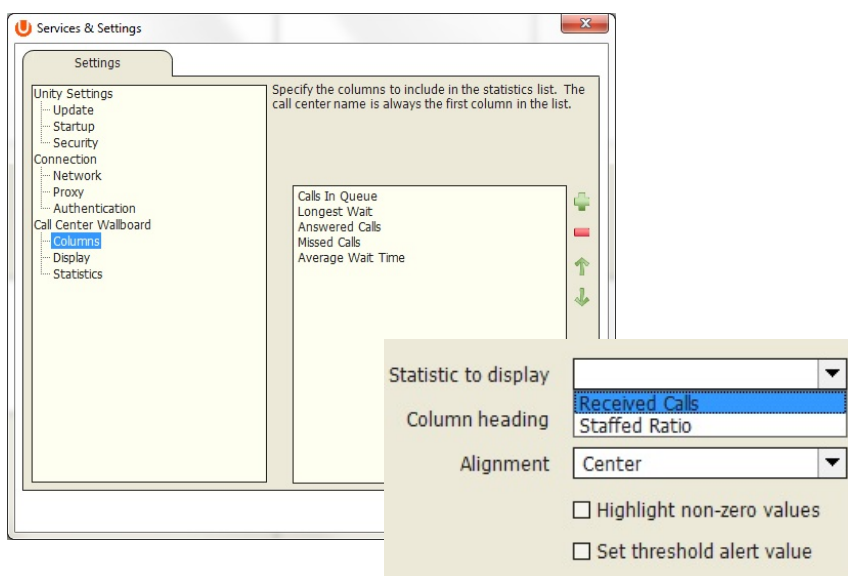 Services & Settings
Settings
Unity Settings
Update
Startup
Security
Connection
Network
Proxy
Authentication
Call Center Wallboard
Columns
Display
Statistics
Specify the columns to include in the statistics list. The
call center name is always the first column in the list.
Calls In Queue
Longest Wait
Answered Calls
Missed Calls
Average Wait Time
Statistic to display
Received Calls
Column heading
Staffed Ratio
Alignment
Center
Highlight non-zero values
Set threshold alert value